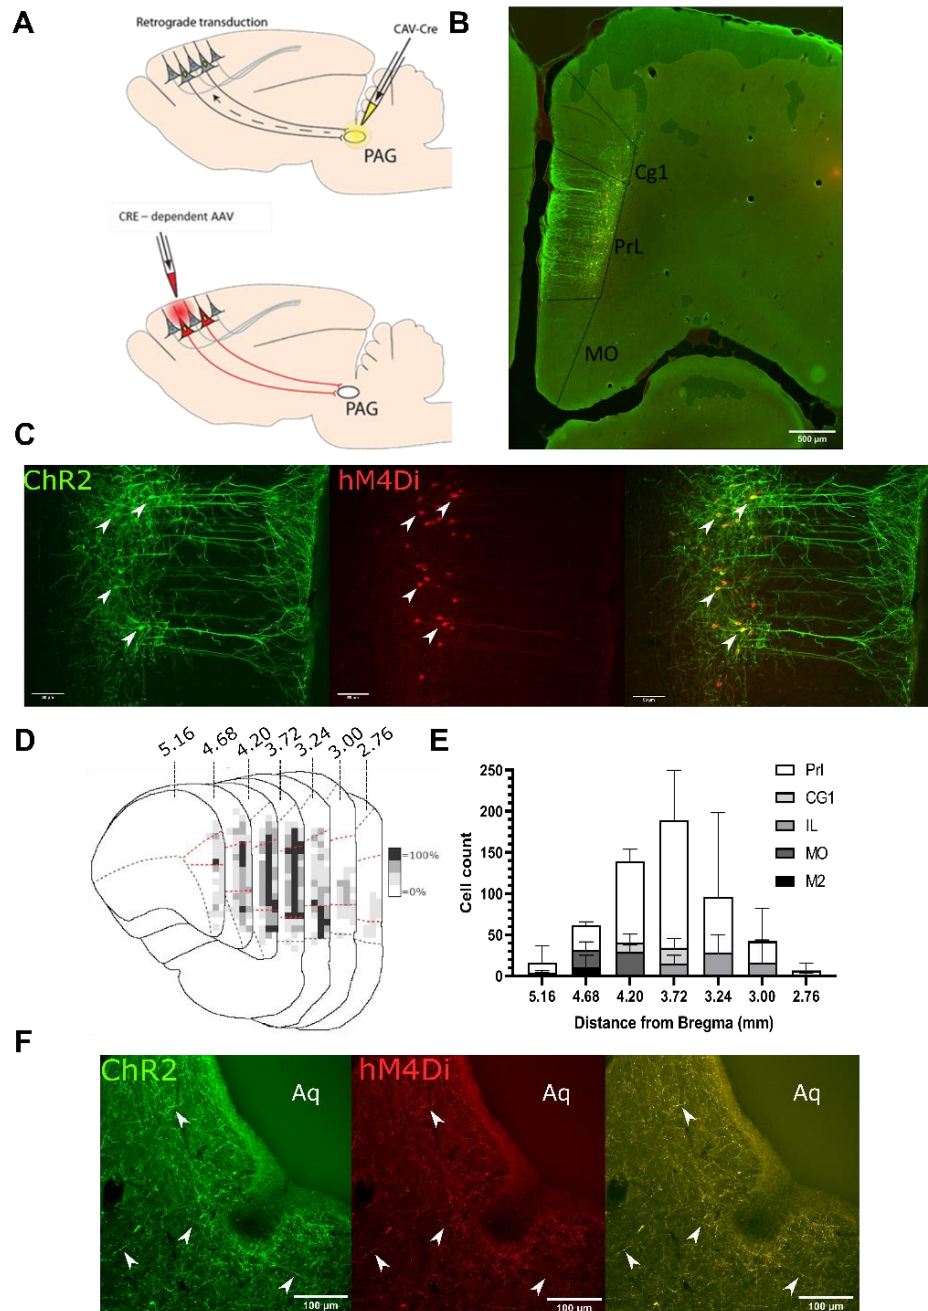 A
Retrograde transduction
CAV-Cre
PAG
CRE – dependent AAV
PAG
B
Cg1
PrL
MO
500 µm
C
ChR2
hM4Di
D
5.16
4.68
4.20
3.72
3.24
3.00
2.76
=100%
=0%
E
250
200
150
100
50
0
Cell count
Prl
CG1
IL
MO
M2
5.16 4.68 4.20 3.72 3.24 3.00 2.76
Distance from Bregma (mm)
F
ChR2
Aq
100 µm
hM4Di
Aq
100 µm
Aq
100 µm